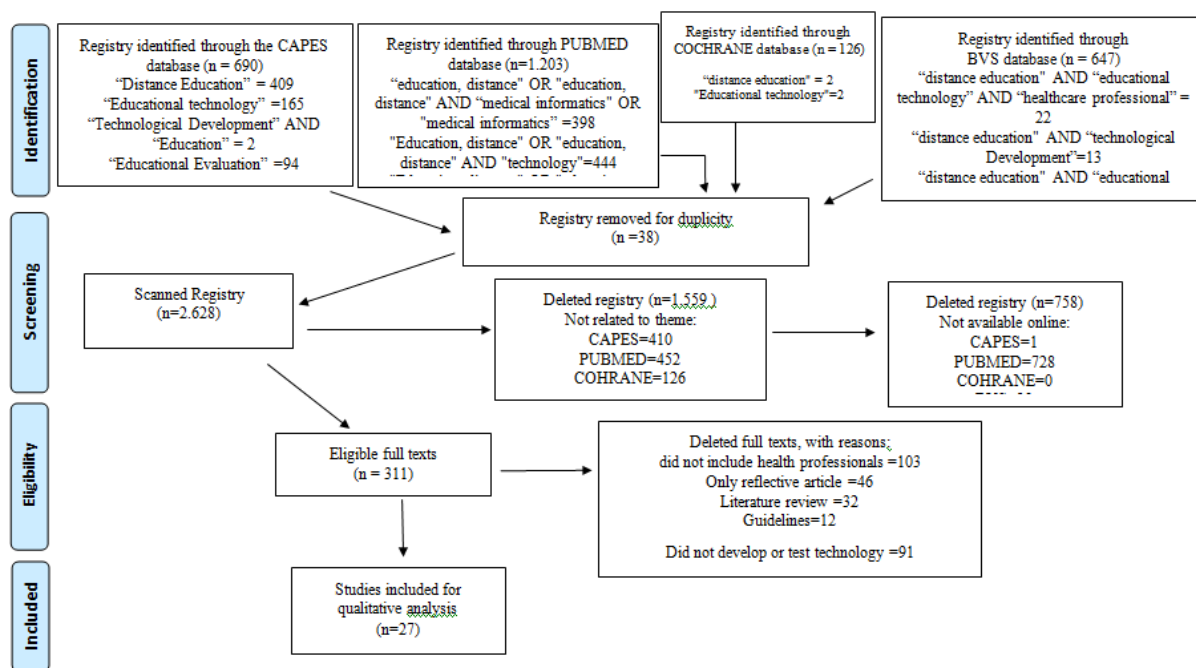 Identification
Registry identified through the CAPES
database (n = 690)
“Distance Education” = 409
“Educational technology” =165
“Technological Development” AND
“Education” = 2
“Educational Evaluation” =94
Registry identified through PUBMED
database (n=1.203)
“education, distance" OR "education,
distance" AND “medical informatics” OR
"medical informatics” =398
"Education, distance" OR "education,
distance" AND "technology"=444
Registry identified through
COCHRANE database (n = 126)
“distance education” = 2
"Educational technology"=2
Registry identified through
BVS database (n = 647)
“distance education” AND “educational
technology” AND “healthcare professional” =
22
“distance education" AND “technological
Development”=13
“distance education" AND “educational
Registry removed for duplicity
(n =38)
Screening
Scanned Registry
(n=2.628)
Deleted registry (n=1.559 )
Not related to theme:
CAPES=410
PUBMED=452
COHRANE=126
Deleted registry (n=758)
Not available online:
CAPES=1
PUBMED=728
COHRANE=0
Eligibility
Eligible full texts
(n = 311)
Deleted full texts, with reasons;
did not include health professionals =103
Only reflective article =46
Literature review =32
Guidelines=12
Did not develop or test technology =91
Included
Studies included for
qualitative analysis
(n=27)